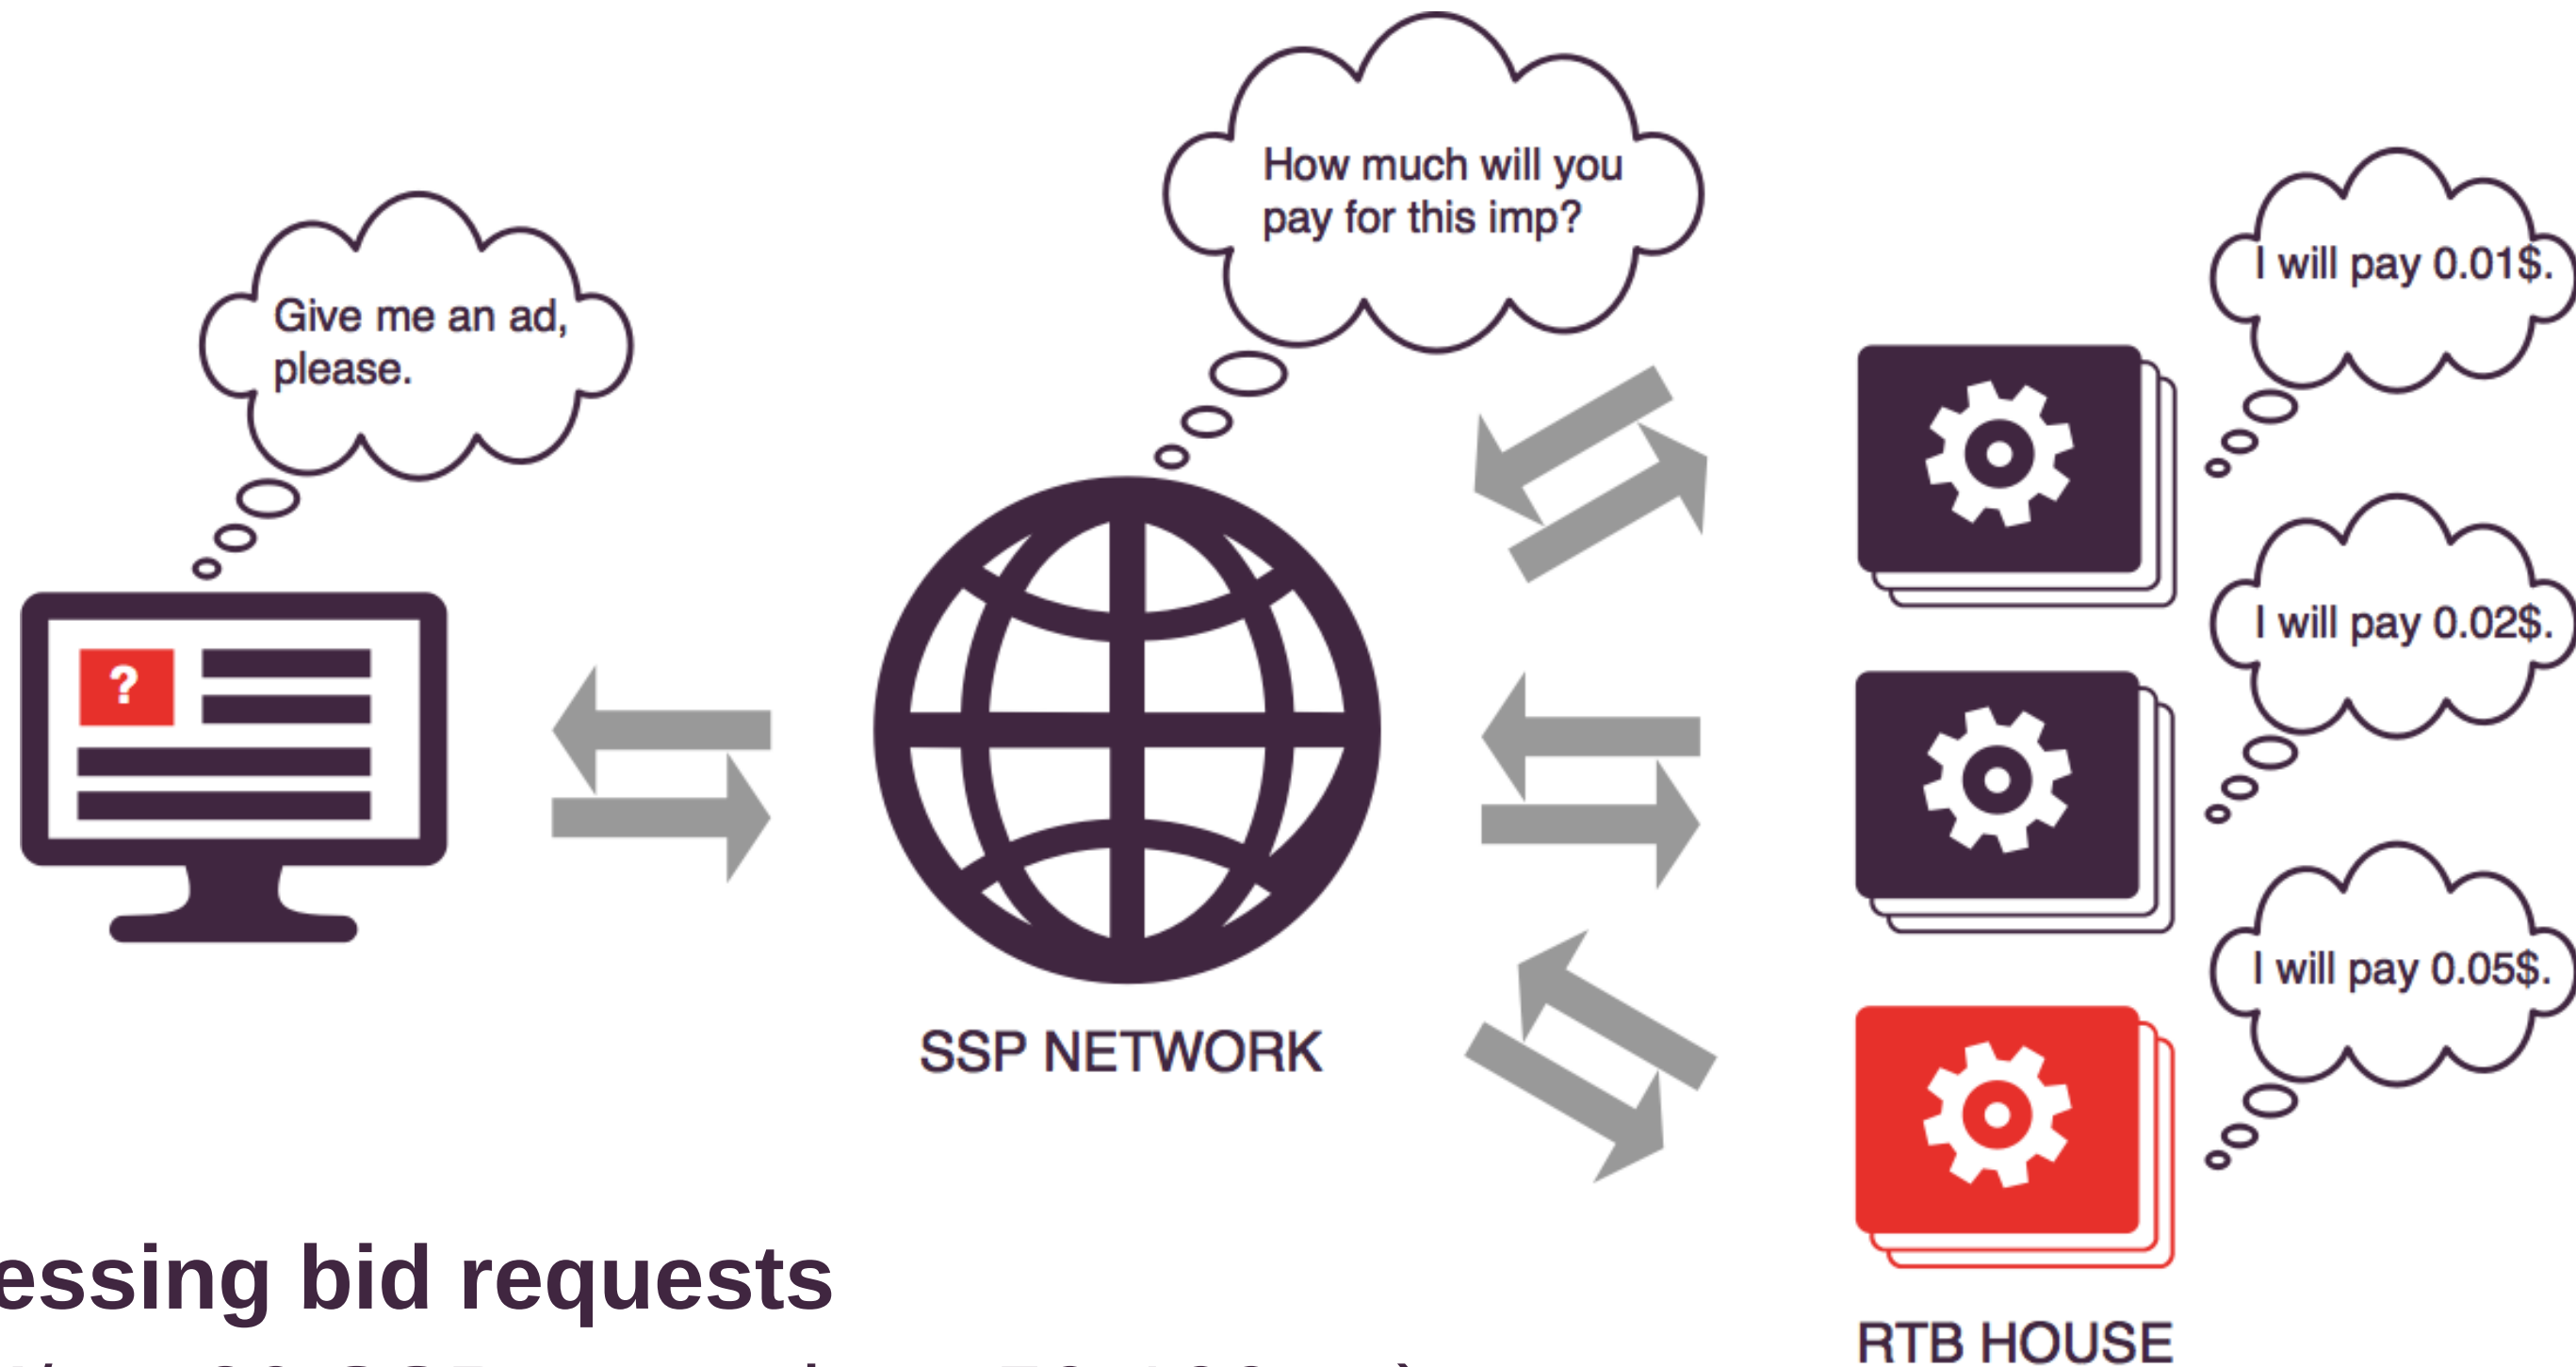 How much will you
pay for this imp?
I will pay 0.01$.
Give me an ad,
please.
I will pay 0.02$.
?
I will pay 0.05$.
SSP NETWORK
bid requests
RTB HOUSE